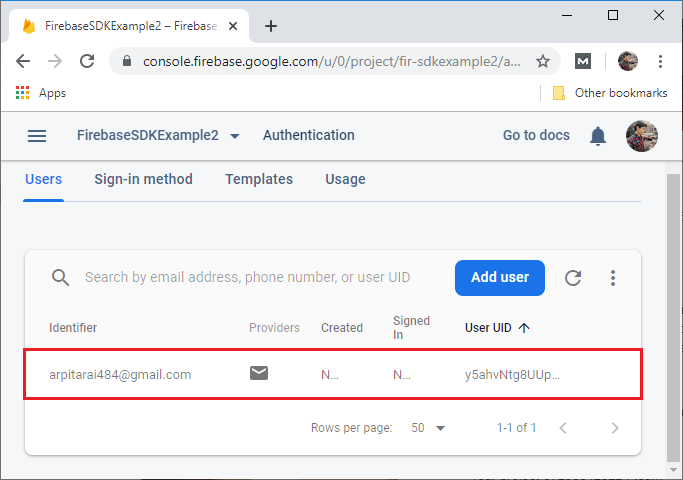 FirebaseSDKExample2 – Firebase
console.firebase.google.com/u/0/project/fir-sdkexample2/a...
Apps
Other bookmarks
FirebaseSDKExample2
Authentication
Go to docs
Users
Sign-in method
Templates
Usage
Search by email address, phone number, or user UID
Add user
Identifier
Providers
Created
Signed
In
User UID
arpitarai484@gmail.com
N...
N...
y5ahvNtg8UUp...
Rows per page:
50
1-1 of 1